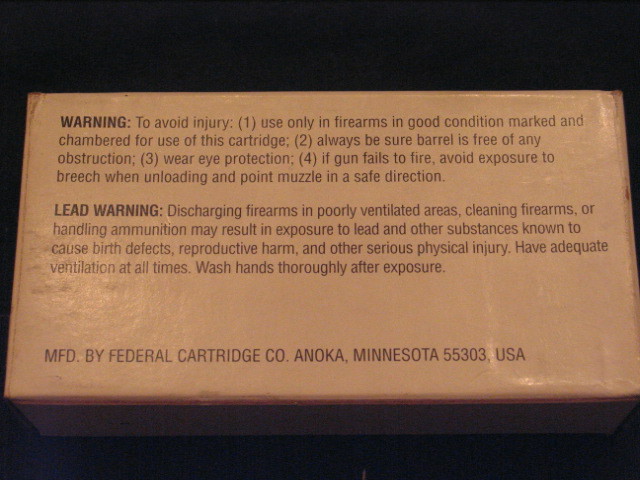 WARNING: To avoid injury: (1) use only in firearms in good condition marked and
chambered for use of this cartridge; (2) always be sure barrel is free of any
obstruction; (3) wear eye protection; (4) if gun fails to fire, avoid exposure to
breech when unloading and point muzzle in a safe direction.
LEAD WARNING: Discharging firearms in poorly ventilated areas, cleaning firearms, or
handling ammunition may result in exposure to lead and other substances known to
cause birth defects, reproductive harm, and other serious physical injury. Have adequate
ventilation at all times. Wash hands thoroughly after exposure.
MFD. BY FEDERAL CARTRIDGE CO. ANOKA, MINNESOTA 55303, USA